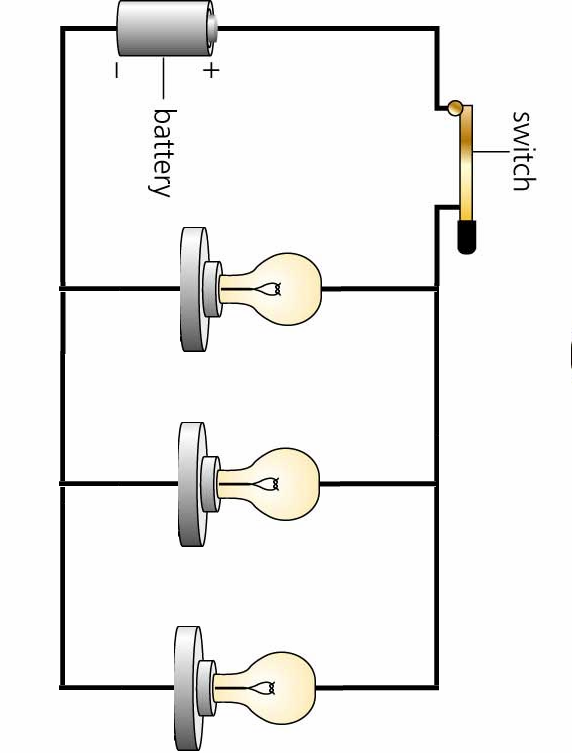 − +
battery
switch